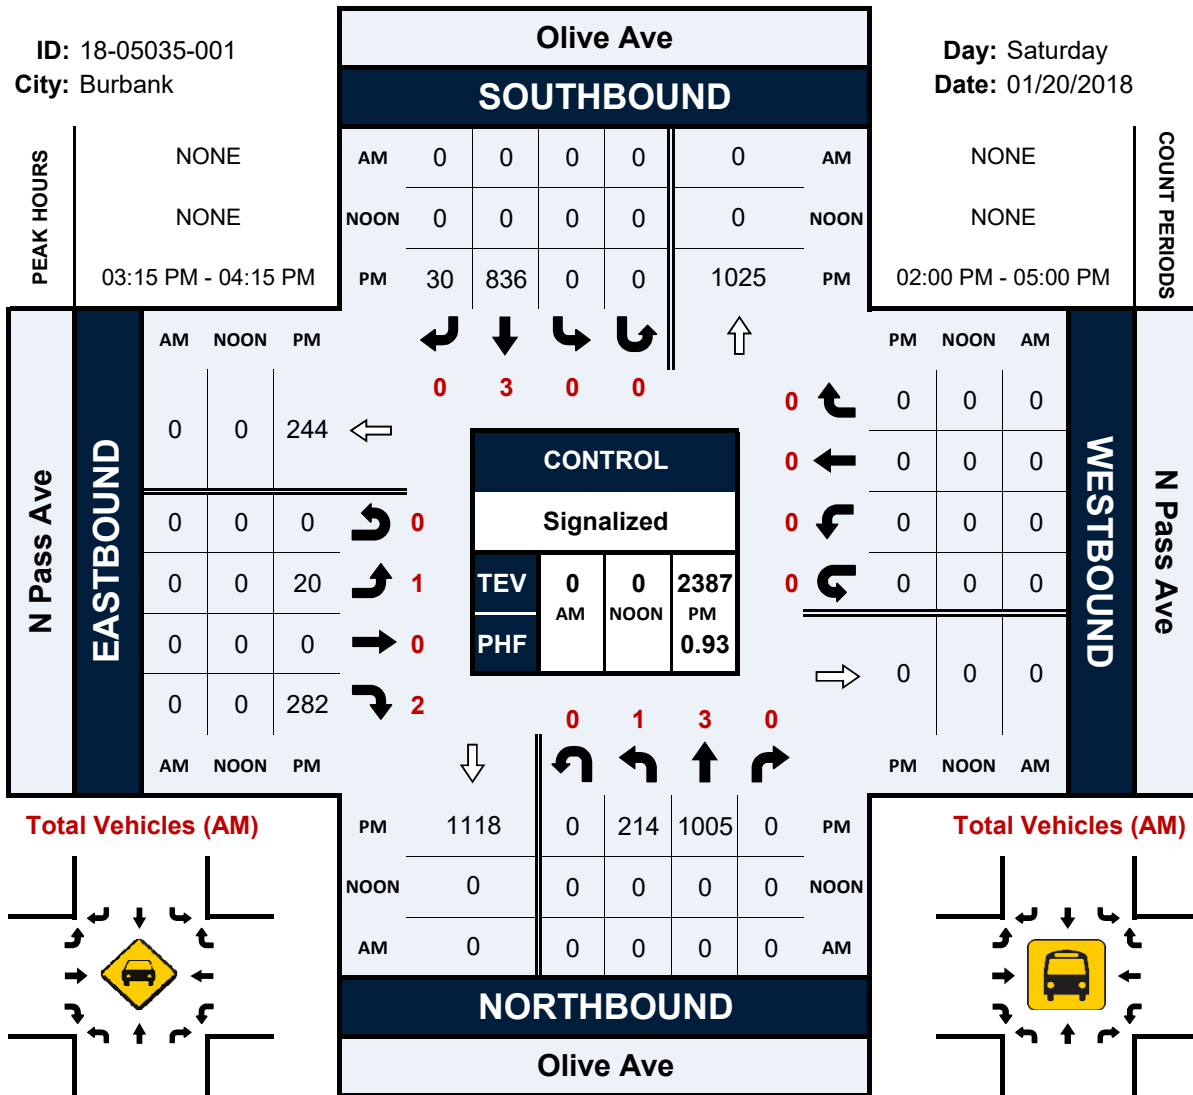 Olive Ave
ID: 18-05035-001
City: Burbank
Day: Saturday
Date: 01/20/2018
SOUTHBOUND
PEAK HOURS
NONE
AM 0 0 0 0 0 AM
NONE
COUNT PERIODS
NONE
NOON 0 0 0 0 0 NOON
NONE
03:15 PM - 04:15 PM
PM 30 836 0 0 1025 PM
02:00 PM - 05:00 PM
AM NOON PM
PM NOON AM
0 3 0 0
0 0 0 0
0 0 244
N Pass Ave
EASTBOUND
CONTROL
0 0 0 0
WESTBOUND
N Pass Ave
0 0 0 0
Signalized
0 0 0 0
0 0 20 1
TEV 0 0 2387
0 0 0 0
AM NOON PM
0 0 0 0
PHF 0.93
0 0 0
0 0 282 2
0 1 3 0
AM NOON PM
PM NOON AM
Total Vehicles (AM)
PM 1118 0 214 1005 0 PM
Total Vehicles (AM)
NOON 0 0 0 0 0 NOON
AM 0 0 0 0 0 AM
NORTHBOUND
Olive Ave